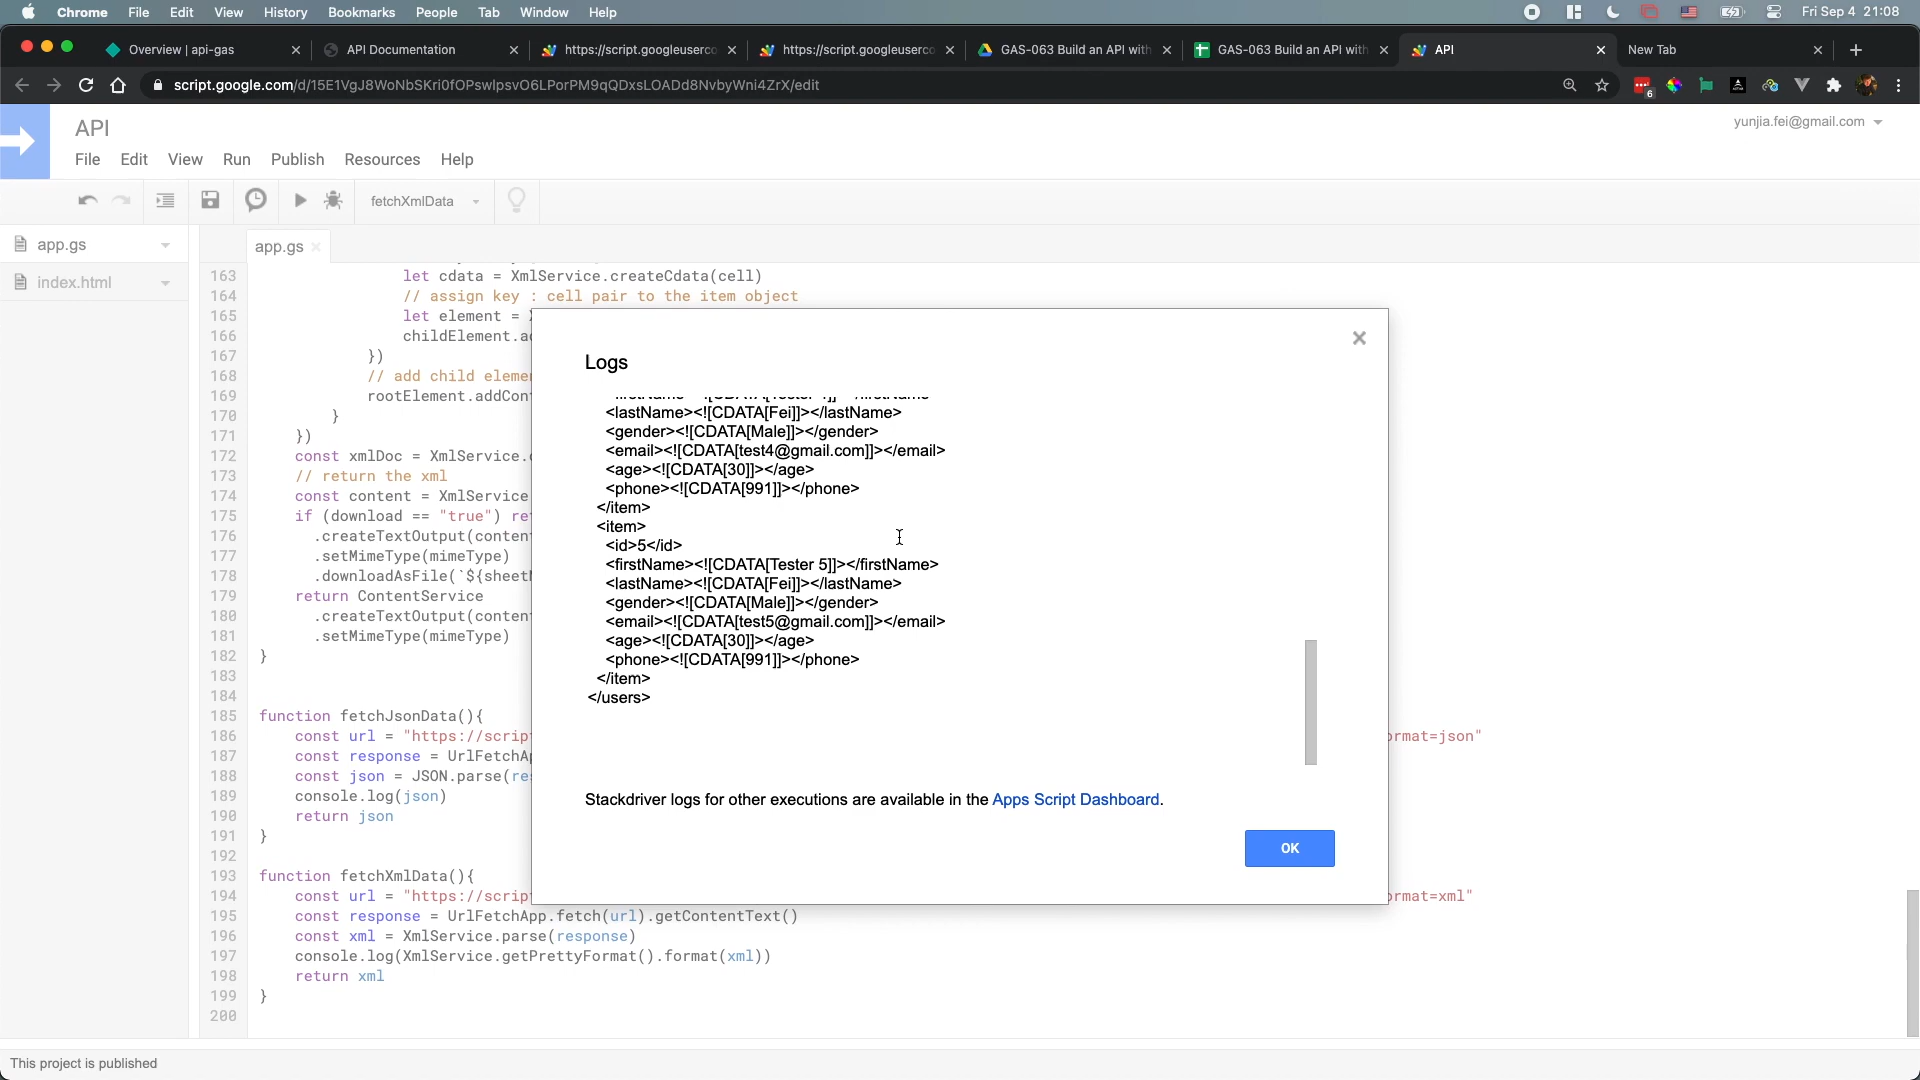 Chrome File Edit View History Bookmarks People Tab Window Help Fri Sep 4 21:08
Overview | api-gas API Documentation https://script.googleuserco https://script.googleuserco GAS-063 Build an API with GAS-063 Build an API with API New Tab
script.google.com/d/15E1VgJ8WoNbSKri0fOPswIpsvO6LPorPM9qQDxsLOADd8NvbyWni4ZrX/edit 6
API yunjia.fei@gmail.com
File Edit View Run Publish Resources Help
fetchXmlData
app.gs
index.html
app.gs
163 let cdata = XmlService.createCdata(cell)
164 // assign key : cell pair to the item object
165 let element =
166 childElement.a
167 })
168 // add child eleme
169 rootElement.addCon
170 }
171 })
172 const xmlDoc = XmlService.
173 // return the xml
174 const content = XmlService
175 if (download == "true") re
176 .createTextOutput(conten
177 .setMimeType(mimeType)
178 .downloadAsFile(`${sheet
179 return ContentService
180 .createTextOutput(conten
181 .setMimeType(mimeType)
182 }
183
184
185 function fetchJsonData(){
186 const url = "https://scrip ormat=json"
187 const response = UrlFetchA
188 const json = JSON.parse(re
189 console.log(json)
190 return json
191 }
192
193 function fetchXmlData(){
194 const url = "https://scrip ormat=xml"
195 const response = UrlFetchApp.fetch(url).getContentText()
196 const xml = XmlService.parse(response)
197 console.log(XmlService.getPrettyFormat().format(xml))
198 return xml
199 }
200
Logs
<lastName><![CDATA[Fei]]></lastName>
<gender><![CDATA[Male]]></gender>
<email><![CDATA[test4@gmail.com]]></email>
<age><![CDATA[30]]></age>
<phone><![CDATA[991]]></phone>
</item>
<item>
<id>5</id>
<firstName><![CDATA[Tester 5]]></firstName>
<lastName><![CDATA[Fei]]></lastName>
<gender><![CDATA[Male]]></gender>
<email><![CDATA[test5@gmail.com]]></email>
<age><![CDATA[30]]></age>
<phone><![CDATA[991]]></phone>
</item>
</users>
Stackdriver logs for other executions are available in the Apps Script Dashboard.
OK
This project is published